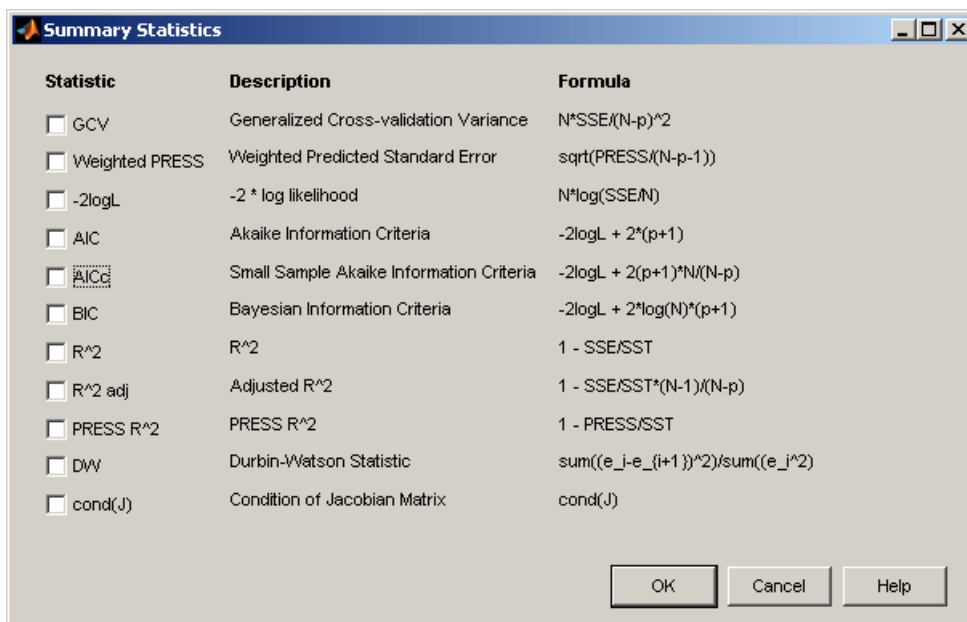 Summary Statistics
Statistic Description Formula
GCV Generalized Cross-validation Variance N*SSE/(N-p)^2
Weighted PRESS Weighted Predicted Standard Error sqrt(PRESS/(N-p-1))
-2logL -2 * log likelihood N*log(SSE/N)
AIC Akaike Information Criteria -2logL + 2*(p+1)
AICc Small Sample Akaike Information Criteria -2logL + 2(p+1)*N/(N-p)
BIC Bayesian Information Criteria -2logL + 2*log(N)*(p+1)
R^2 R^2 1 - SSE/SST
R^2 adj Adjusted R^2 1 - SSE/SST*(N-1)/(N-p)
PRESS R^2 PRESS R^2 1 - PRESS/SST
DW Durbin-Watson Statistic sum((e_i-e_{i+1})^2)/sum((e_i^2)
cond(J) Condition of Jacobian Matrix cond(J)
OK Cancel Help